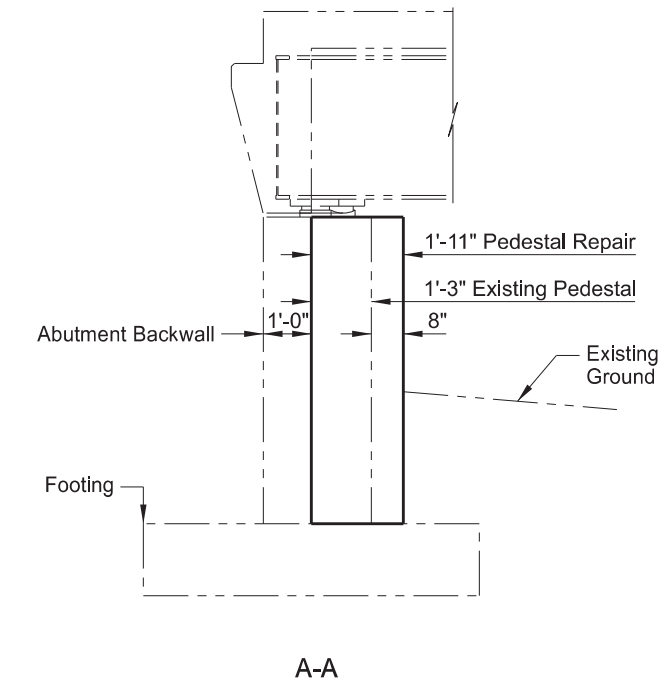 1'-11" Pedestal Repair
1'-3" Existing Pedestal
Abutment Backwall
1'-0"
8"
Existing
Ground
Footing
A-A